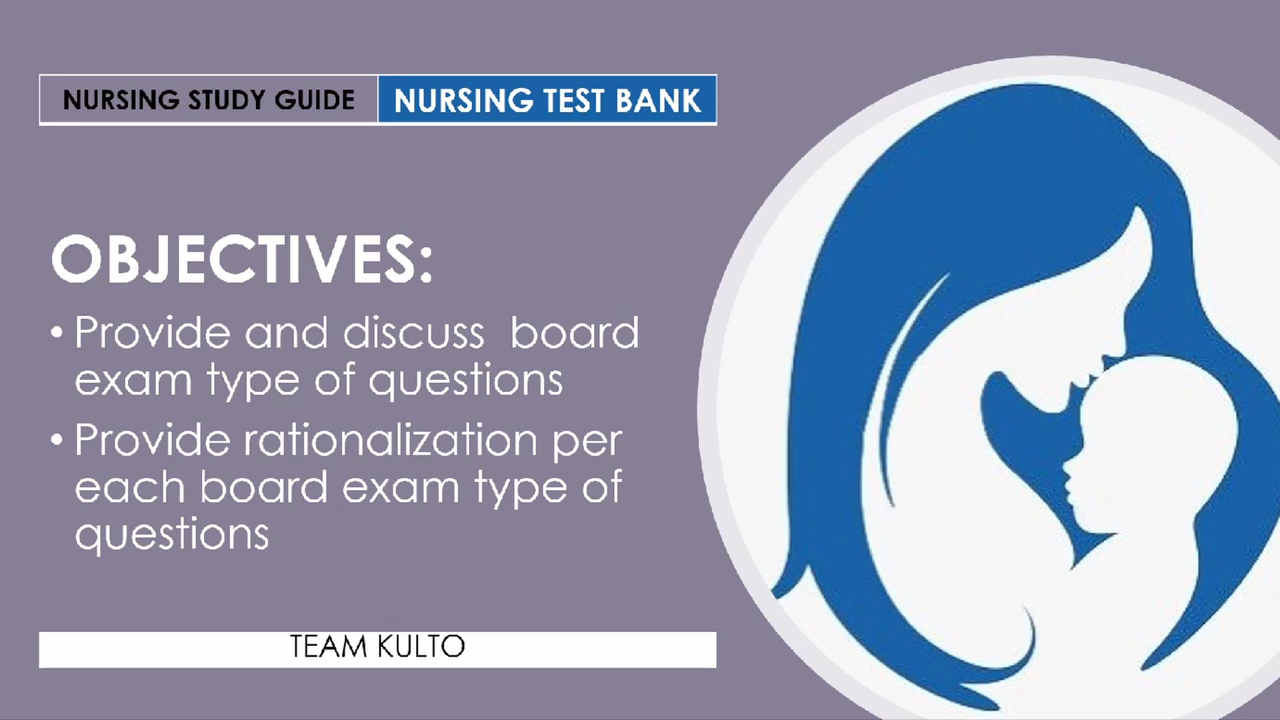 NURSING STUDY GUIDE NURSING TEST BANK
OBJECTIVES:
• Provide and discuss  board
exam type of questions
• Provide rationalization per
each board exam type of
questions
TEAM KULTO